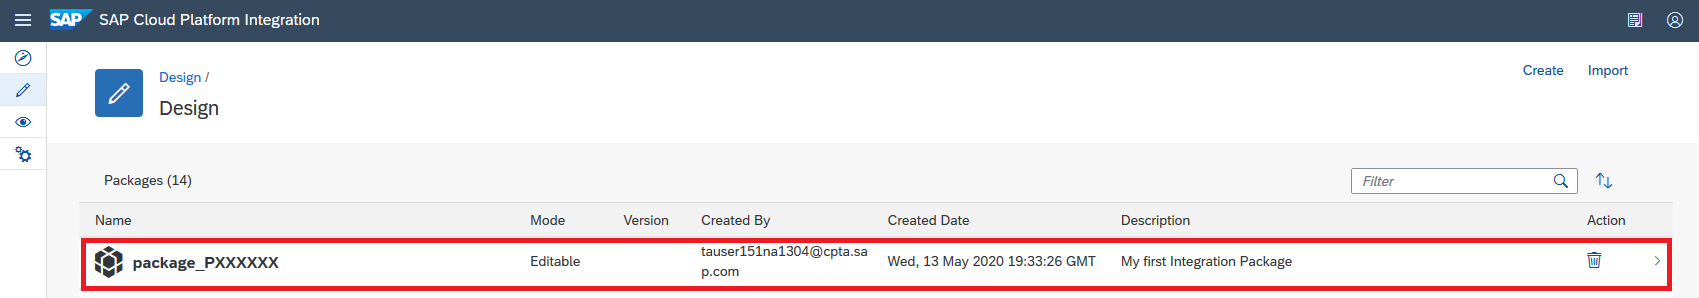 SAP SAP Cloud Platform Integration
Design /
Create Import
Design
Packages (14)
Filter
Name Mode Version Created By Created Date Description Action
package_PXXXXXX Editable tauser151na1304@cpta.sa Wed, 13 May 2020 19:33:26 GMT My first Integration Package
p.com